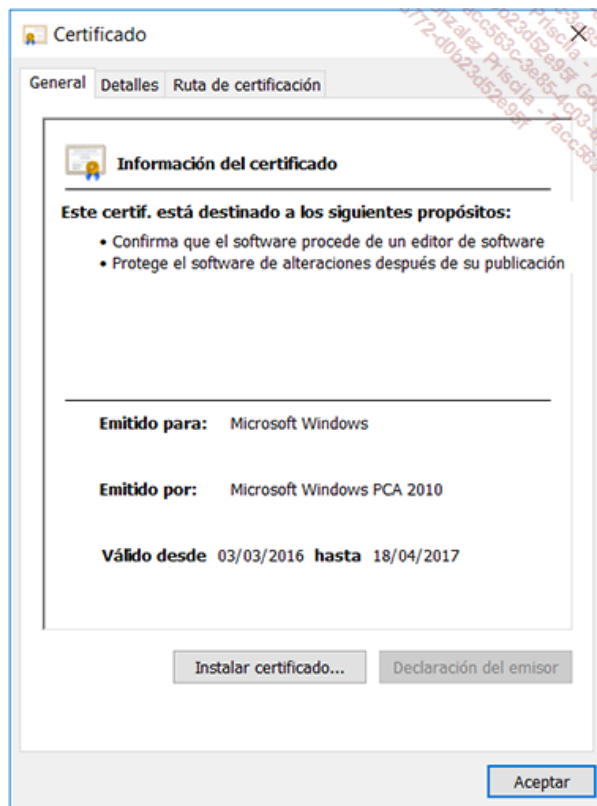 Certificado
General Detalles Ruta de certificación
Información del certificado
Este certif. está destinado a los siguientes propósitos:
• Confirma que el software procede de un editor de software
• Protege el software de alteraciones después de su publicación
Emitido para: Microsoft Windows
Emitido por: Microsoft Windows PCA 2010
Válido desde 03/03/2016 hasta 18/04/2017
Instalar certificado... Declaración del emisor
Aceptar